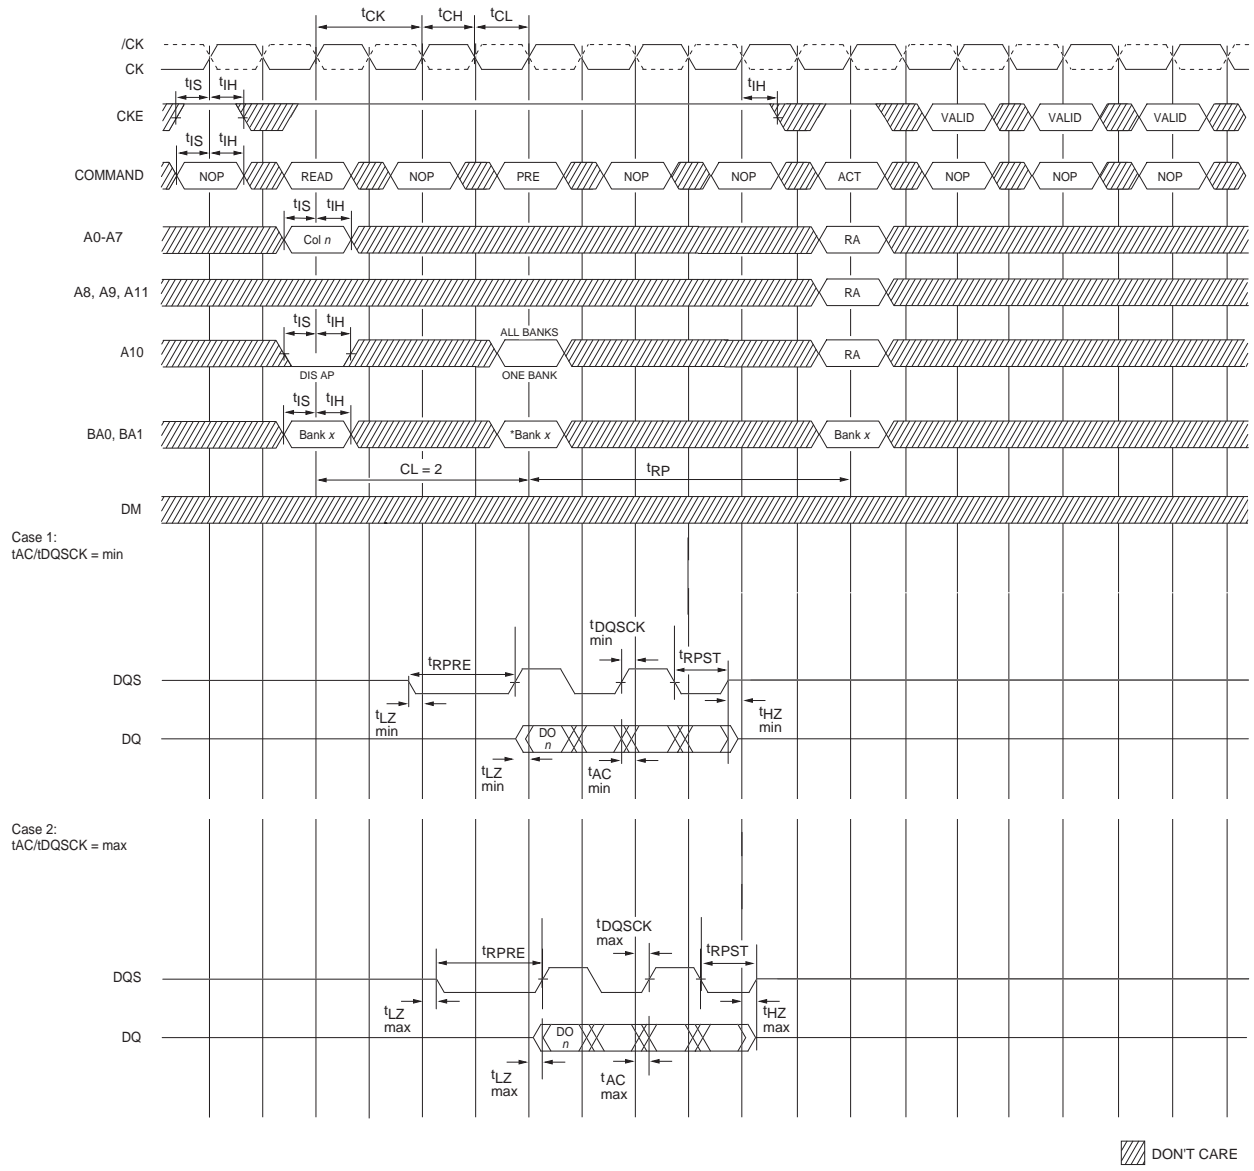 tCK tCH tCL
/CK
CK
tIS tIH tIH
CKE VALID VALID VALID
tIS tIH
COMMAND NOP READ NOP PRE NOP NOP ACT NOP NOP NOP
tIS tIH
A0-A7 Col n RA
A8, A9, A11 RA
tIS tIH ALL BANKS
A10 RA
DIS AP ONE BANK
tIS tIH
BA0, BA1 Bank x *Bank x Bank x
CL = 2 tRP
DM
Case 1:
tAC/tDQSCK = min
tDQSCK
min
tRPRE tRPST
DQS
tLZ
min
tHZ
min
DQ DO
n
tLZ
min
tAC
min
Case 2:
tAC/tDQSCK = max
tDQSCK
max
tRPRE tRPST
DQS
tLZ
max
tHZ
max
DQ DO
n
tLZ
max
tAC
max
DON'T CARE